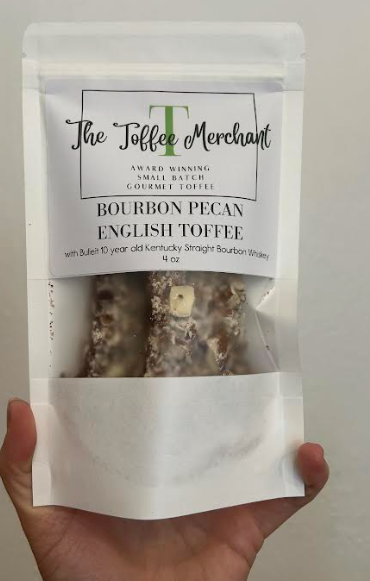 T
The Toffee Merchant
AWARD WINNING
SMALL BATCH
GOURMET TOFFEE
BOURBON PECAN
ENGLISH TOFFEE
with Bulleit 10 year old Kentucky Straight Bourbon Whiskey
4 oz